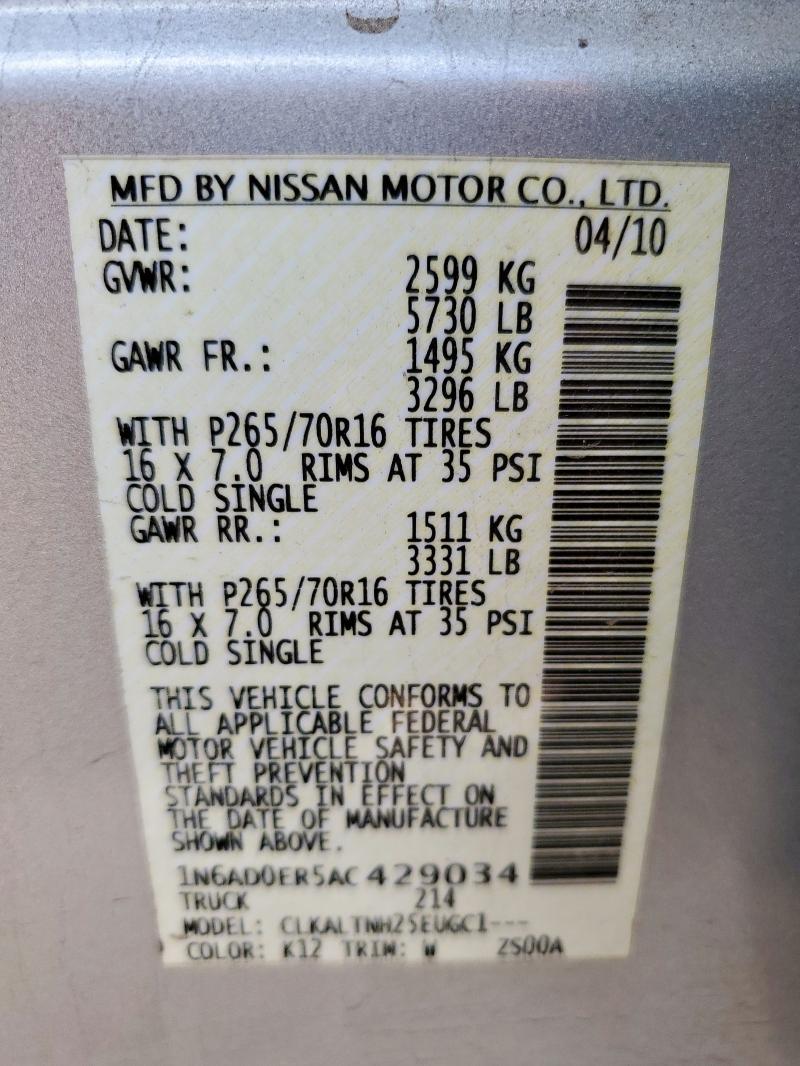 MFD BY NISSAN MOTOR CO., LTD.
DATE: 04/10
GVWR: 2599 KG
5730 LB
GAWR FR.: 1495 KG
3296 LB
WITH P265/70R16 TIRES
16 X 7.0 RIMS AT 35 PSI
COLD SINGLE
GAWR RR.: 1511 KG
3331 LB
WITH P265/70R16 TIRES
16 X 7.0 RIMS AT 35 PSI
COLD SINGLE
THIS VEHICLE CONFORMS TO
ALL APPLICABLE FEDERAL
MOTOR VEHICLE SAFETY AND
THEFT PREVENTION
STANDARDS IN EFFECT ON
THE DATE OF MANUFACTURE
SHOWN ABOVE.
1N6AD0ER5AC 429034
TRUCK 214
MODEL: CLKALTNH25EUGC1---
COLOR: K12 TRIM: W ZS00A